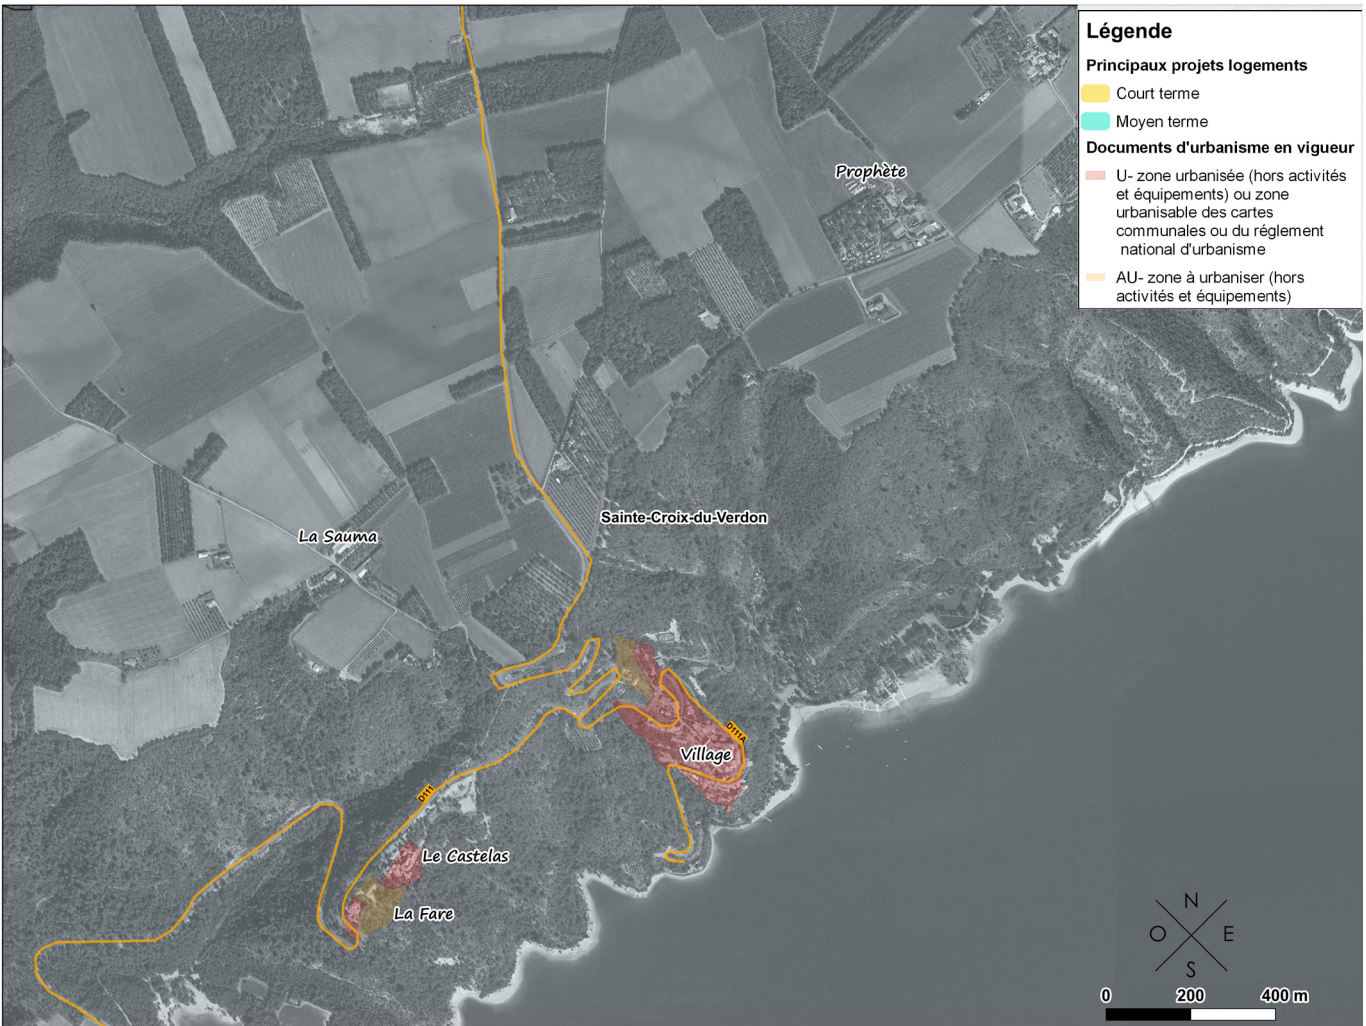 Légende
Principaux projets logements
Court terme
Moyen terme
Documents d'urbanisme en vigueur
U- zone urbanisée (hors activités
et équipements) ou zone
urbanisable des cartes
communales ou du réglement
national d'urbanisme
AU- zone à urbaniser (hors
activités et équipements)
Prophète
Sainte-Croix-du-Verdon
La Sauma
D111A
Village
D111
Le Castelas
La Fare
N
O E
S
0 200 400 m